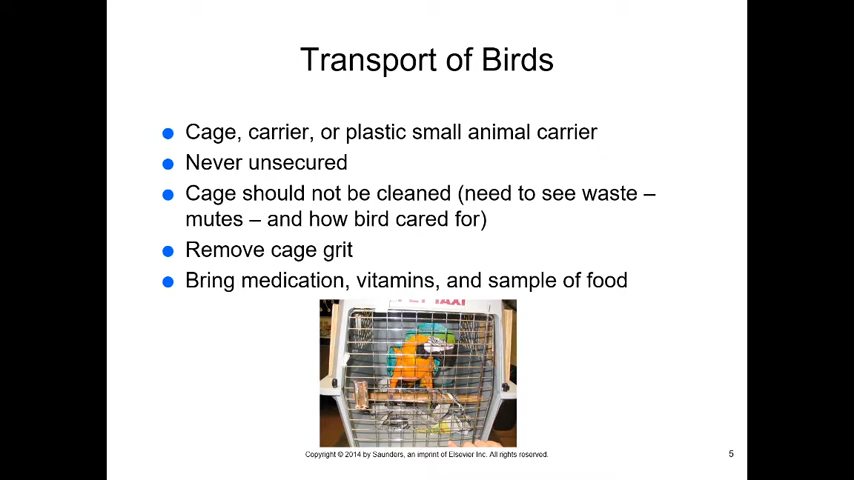 Transport of Birds
Cage, carrier, or plastic small animal carrier
Never unsecured
Cage should not be cleaned (need to see waste –
mutes – and how bird cared for)
Remove cage grit
Bring medication, vitamins, and sample of food
PET TAXI
Copyright © 2014 by Saunders, an imprint of Elsevier Inc. All rights reserved.
5